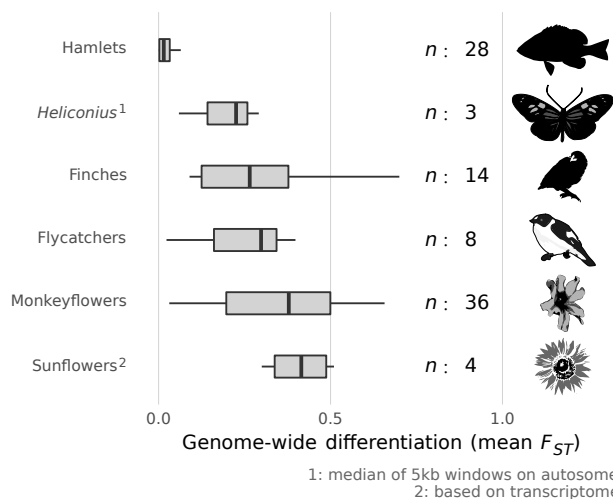 Hamlets n : 28
Heliconius¹ n : 3
Finches n : 14
Flycatchers n : 8
Monkeyflowers n : 36
Sunflowers² n : 4
0.0 0.5 1.0
Genome-wide differentiation (mean F_ST)
1: median of 5kb windows on autosome
2: based on transcriptome